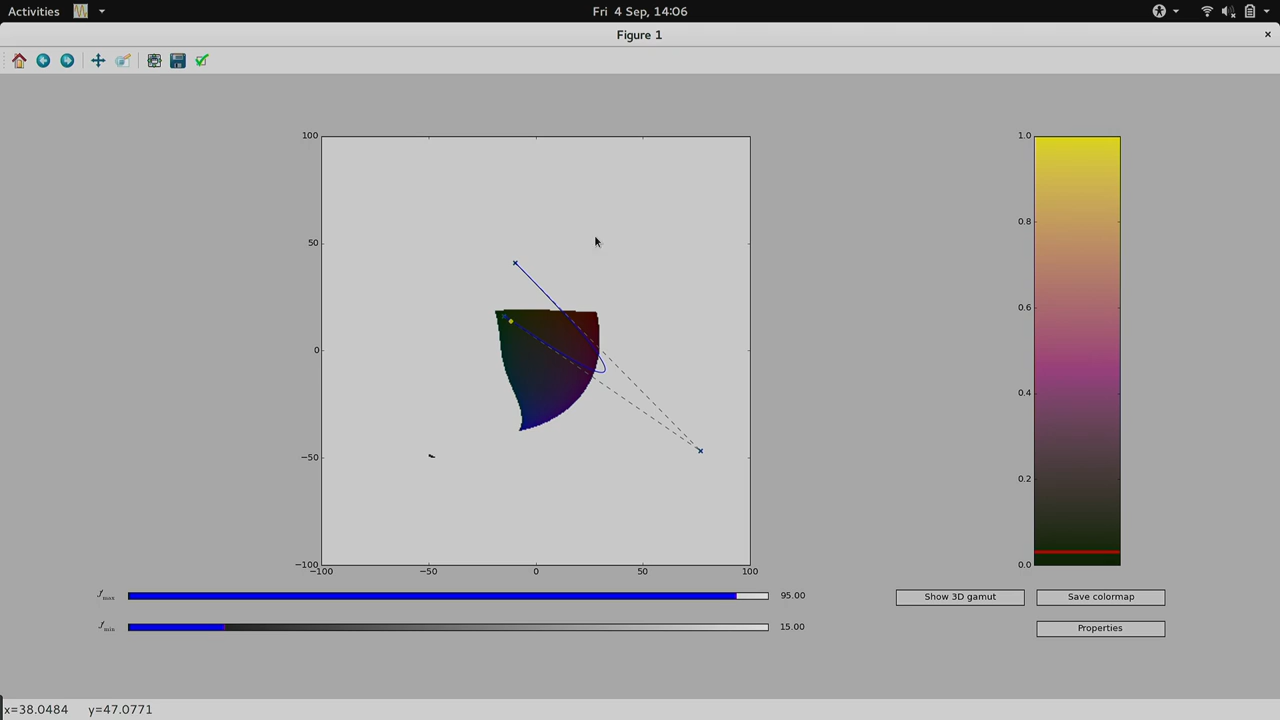 Activities
Fri 4 Sep, 14:06
Figure 1
×
100
50
0
−50
−100
−100 −50 0 50 100
1.0
0.8
0.6
0.4
0.2
0.0
Jmax 95.00
Jmin 15.00
Show 3D gamut
Save colormap
Properties
x=38.0484 y=47.0771